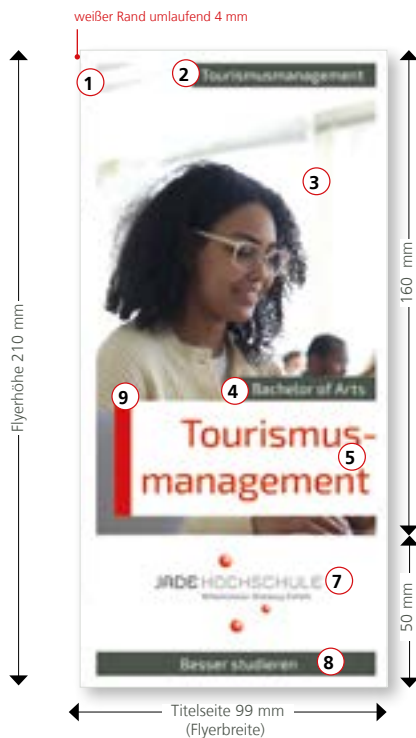 weißer Rand umlaufend 4 mm
1
2 Tourismusmanagement
3
Flyerhöhe 210 mm
160 mm
4 Bachelor of Arts
9
Tourismus-
5
management
JADE HOCHSCHULE 7
50 mm
Besser studieren 8
Titelseite 99 mm
(Flyerbreite)